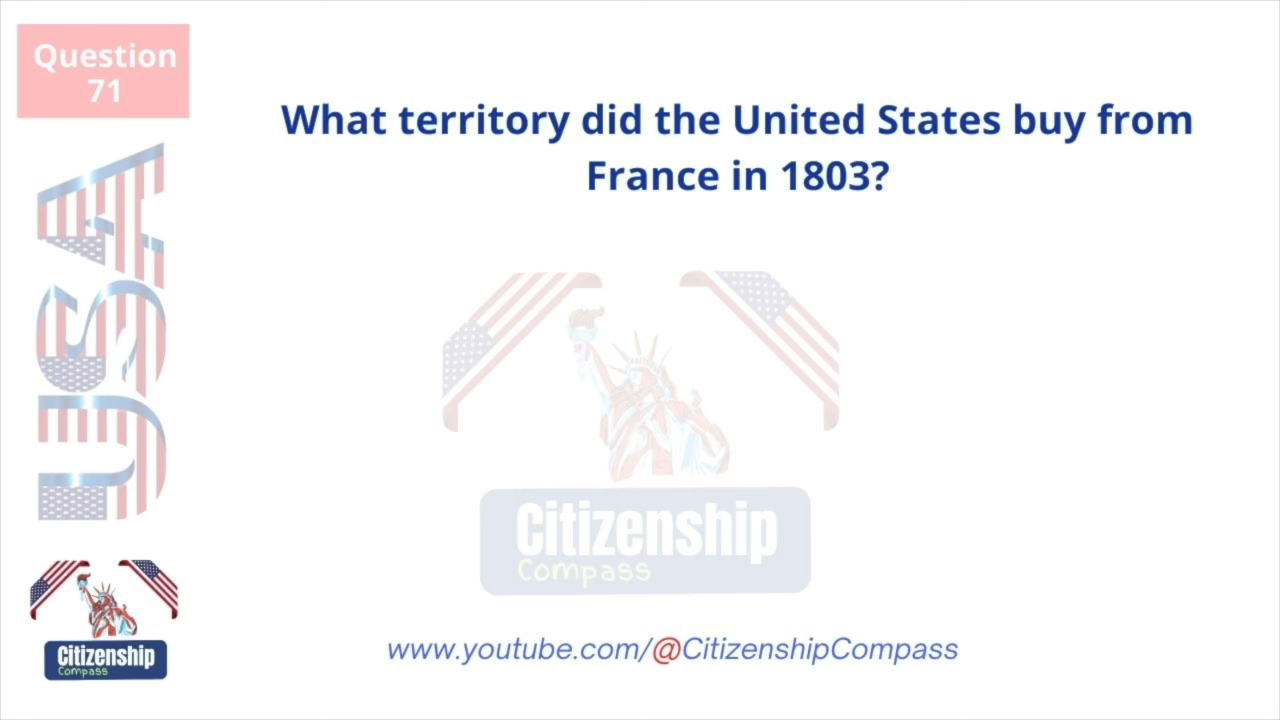 Question
71
What territory did the United States buy from
France in 1803?
USA
Citizenship
Compass
www.youtube.com/@CitizenshipCompass
Citizenship
Compass